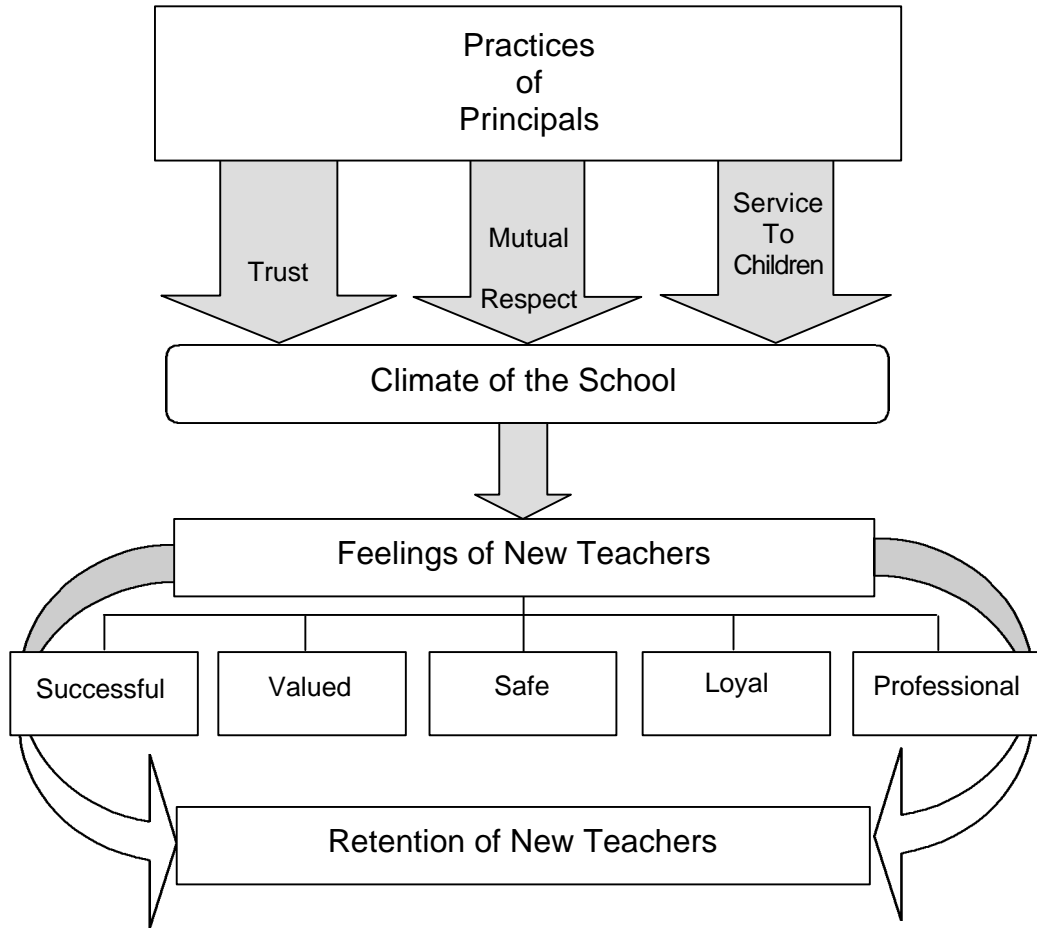 Practices
of
Principals
Trust
Mutual
Respect
Service
To
Children
Climate of the School
Feelings of New Teachers
Successful
Valued
Safe
Loyal
Professional
Retention of New Teachers